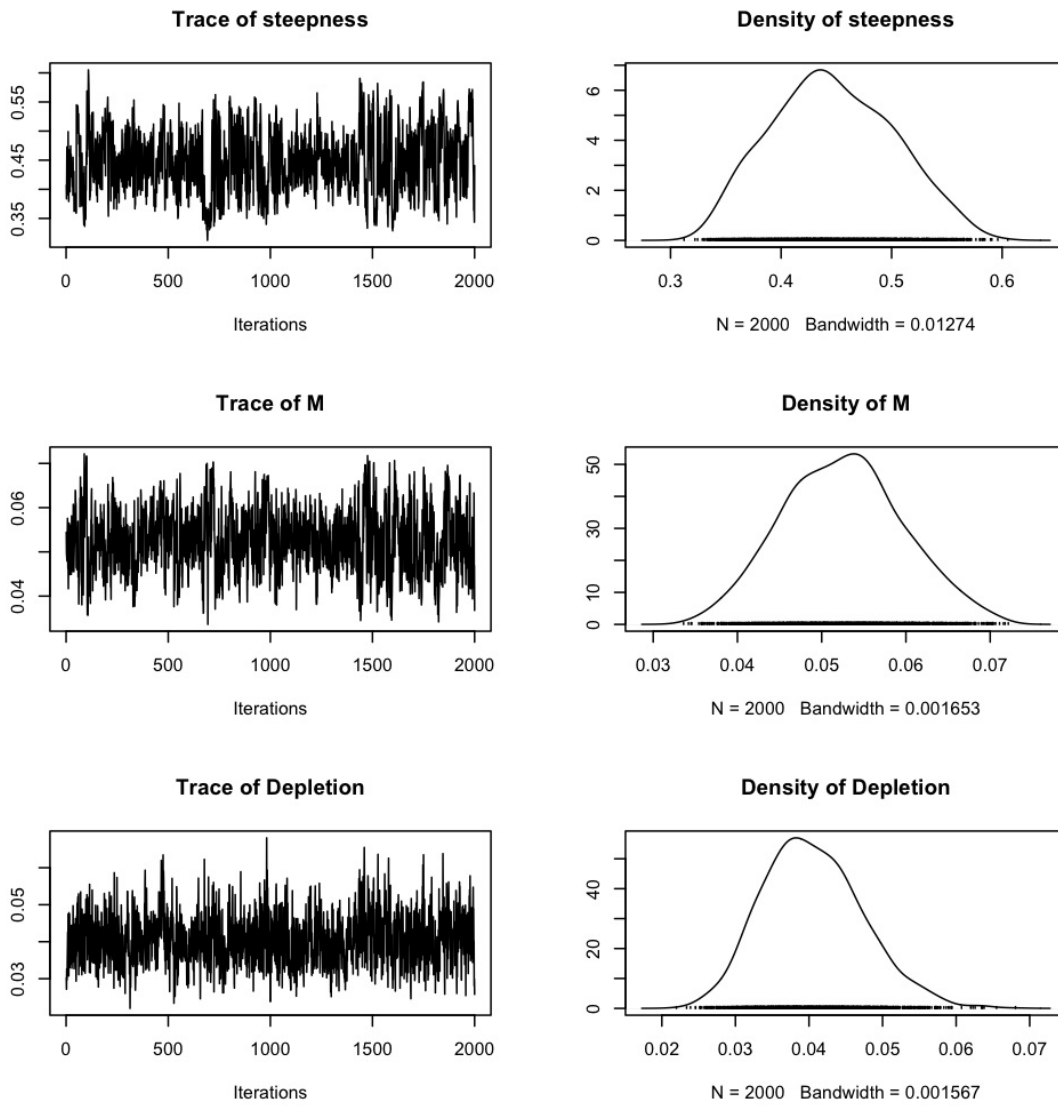 Trace of steepness
0.35 0.45 0.55
0 500 1000 1500 2000
Iterations
Density of steepness
0 2 4 6
0.3 0.4 0.5 0.6
N = 2000 Bandwidth = 0.01274
Trace of M
0.04 0.06
0 500 1000 1500 2000
Iterations
Density of M
0 10 30 50
0.03 0.04 0.05 0.06 0.07
N = 2000 Bandwidth = 0.001653
Trace of Depletion
0.03 0.05
0 500 1000 1500 2000
Iterations
Density of Depletion
0 20 40
0.02 0.03 0.04 0.05 0.06 0.07
N = 2000 Bandwidth = 0.001567